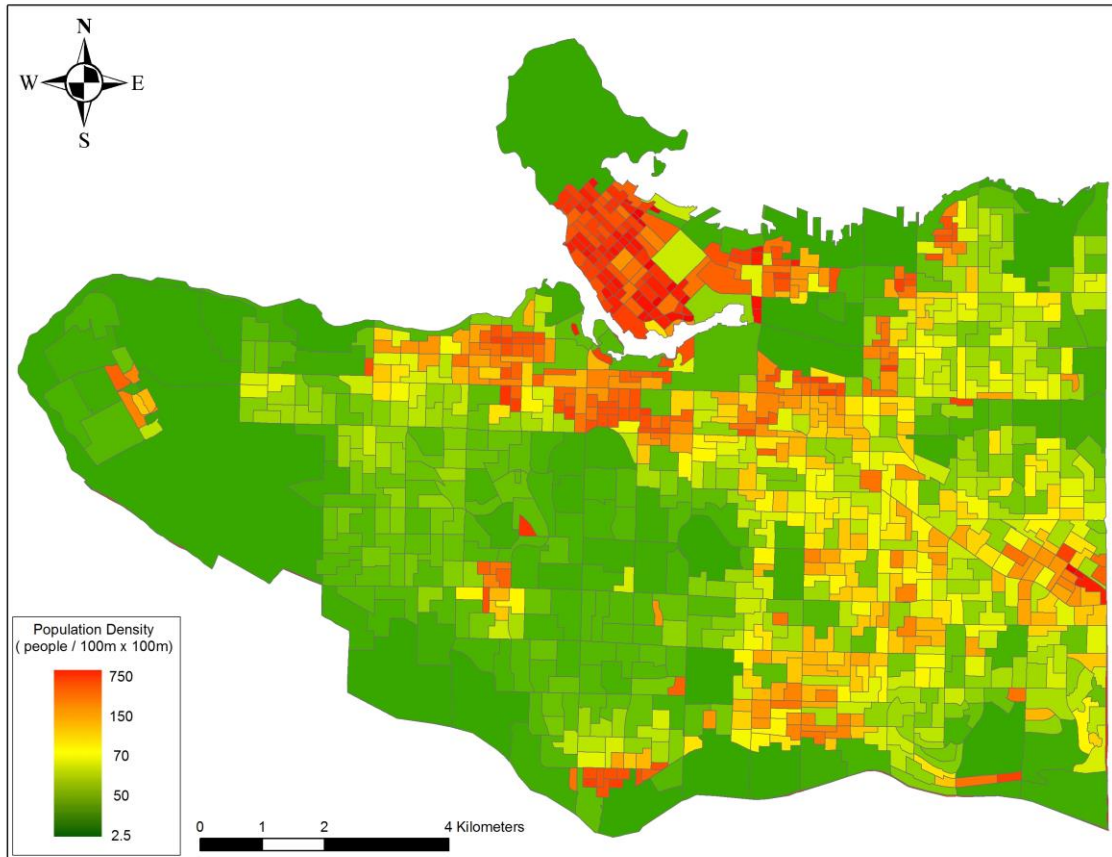 N
W E
S
Population Density
( people / 100m x 100m)
750
150
70
50
2.5
0 1 2 4 Kilometers